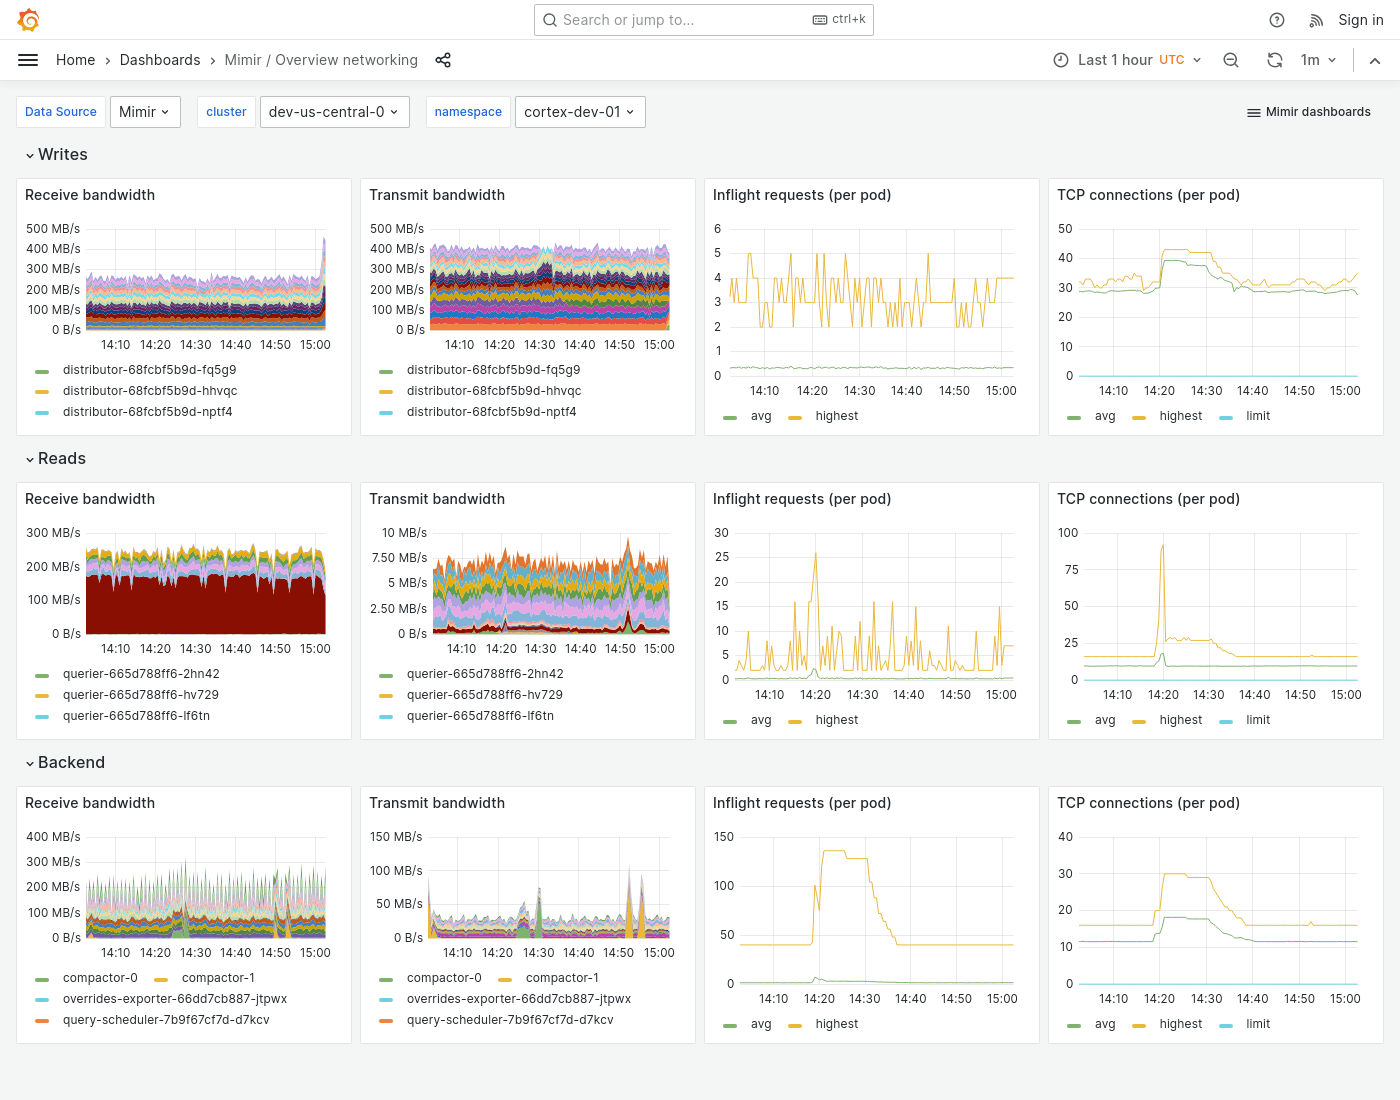 Search or jump to... ctrl+k Sign in
Home › Dashboards › Mimir / Overview networking Last 1 hour UTC 1m
Data Source Mimir cluster dev-us-central-0 namespace cortex-dev-01 Mimir dashboards
Writes
Receive bandwidth
500 MB/s
400 MB/s
300 MB/s
200 MB/s
100 MB/s
0 B/s
14:10 14:20 14:30 14:40 14:50 15:00
distributor-68fcbf5b9d-fq5g9
distributor-68fcbf5b9d-hhvqc
distributor-68fcbf5b9d-nptf4
Transmit bandwidth
500 MB/s
400 MB/s
300 MB/s
200 MB/s
100 MB/s
0 B/s
14:10 14:20 14:30 14:40 14:50 15:00
distributor-68fcbf5b9d-fq5g9
distributor-68fcbf5b9d-hhvqc
distributor-68fcbf5b9d-nptf4
Inflight requests (per pod)
6
5
4
3
2
1
0
14:10 14:20 14:30 14:40 14:50 15:00
avg highest
TCP connections (per pod)
50
40
30
20
10
0
14:10 14:20 14:30 14:40 14:50 15:00
avg highest limit
Reads
Receive bandwidth
300 MB/s
200 MB/s
100 MB/s
0 B/s
14:10 14:20 14:30 14:40 14:50 15:00
querier-665d788ff6-2hn42
querier-665d788ff6-hv729
querier-665d788ff6-lf6tn
Transmit bandwidth
10 MB/s
7.50 MB/s
5 MB/s
2.50 MB/s
0 B/s
14:10 14:20 14:30 14:40 14:50 15:00
querier-665d788ff6-2hn42
querier-665d788ff6-hv729
querier-665d788ff6-lf6tn
Inflight requests (per pod)
30
25
20
15
10
5
0
14:10 14:20 14:30 14:40 14:50 15:00
avg highest
TCP connections (per pod)
100
75
50
25
0
14:10 14:20 14:30 14:40 14:50 15:00
avg highest limit
Backend
Receive bandwidth
400 MB/s
300 MB/s
200 MB/s
100 MB/s
0 B/s
14:10 14:20 14:30 14:40 14:50 15:00
compactor-0 compactor-1
overrides-exporter-66dd7cb887-jtpwx
query-scheduler-7b9f67cf7d-d7kcv
Transmit bandwidth
150 MB/s
100 MB/s
50 MB/s
0 B/s
14:10 14:20 14:30 14:40 14:50 15:00
compactor-0 compactor-1
overrides-exporter-66dd7cb887-jtpwx
query-scheduler-7b9f67cf7d-d7kcv
Inflight requests (per pod)
150
100
50
0
14:10 14:20 14:30 14:40 14:50 15:00
avg highest
TCP connections (per pod)
40
30
20
10
0
14:10 14:20 14:30 14:40 14:50 15:00
avg highest limit